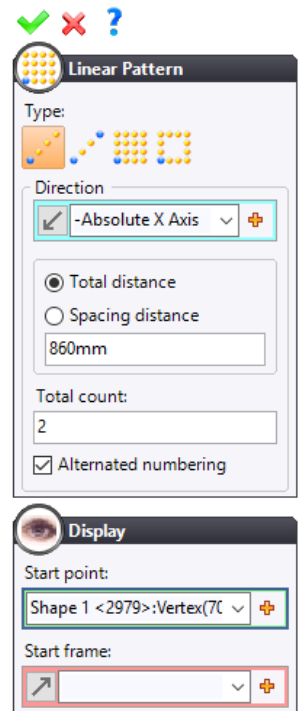 ?
Linear Pattern
Type:
Direction
-Absolute X Axis
Total distance
Spacing distance
860mm
Total count:
2
Alternated numbering
Display
Start point:
Shape 1 <2979>:Vertex(7(
Start frame: